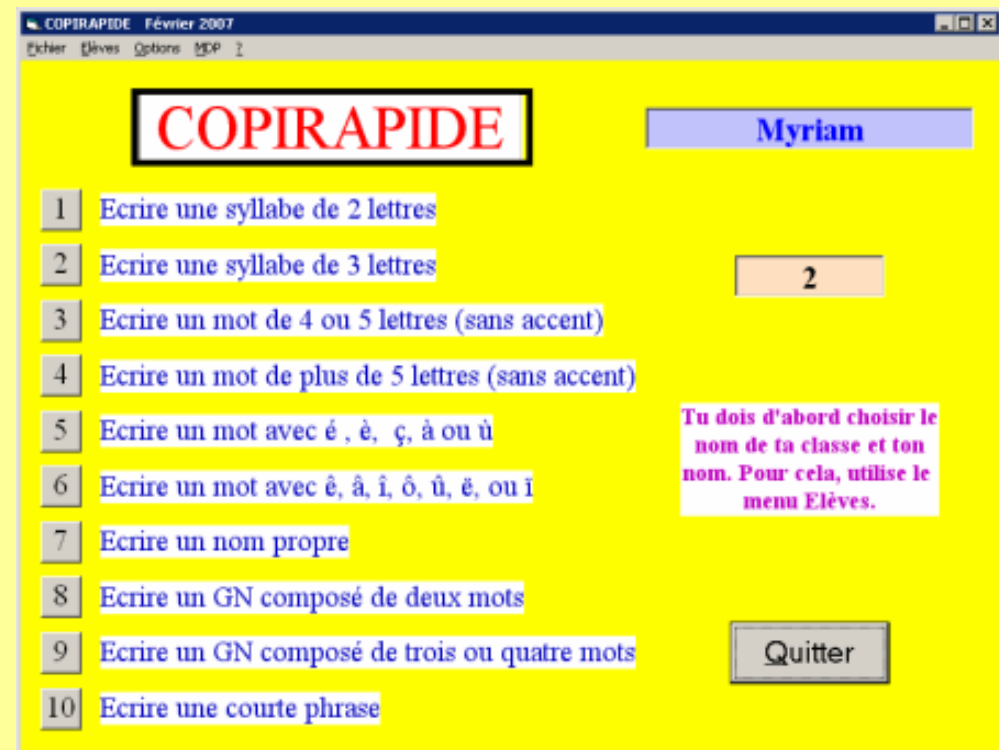 COPIRAPIDE Février 2007
Fichier Elèves Options MDP ?
COPIRAPIDE
Myriam
1 Ecrire une syllabe de 2 lettres
2 Ecrire une syllabe de 3 lettres
2
3 Ecrire un mot de 4 ou 5 lettres (sans accent)
4 Ecrire un mot de plus de 5 lettres (sans accent)
5 Ecrire un mot avec é , è, ç, à ou ù
6 Ecrire un mot avec ê, â, î, ô, û, ë, ou ï
7 Ecrire un nom propre
8 Ecrire un GN composé de deux mots
9 Ecrire un GN composé de trois ou quatre mots
10 Ecrire une courte phrase
Tu dois d'abord choisir le
nom de ta classe et ton
nom. Pour cela, utilise le
menu Elèves.
Quitter